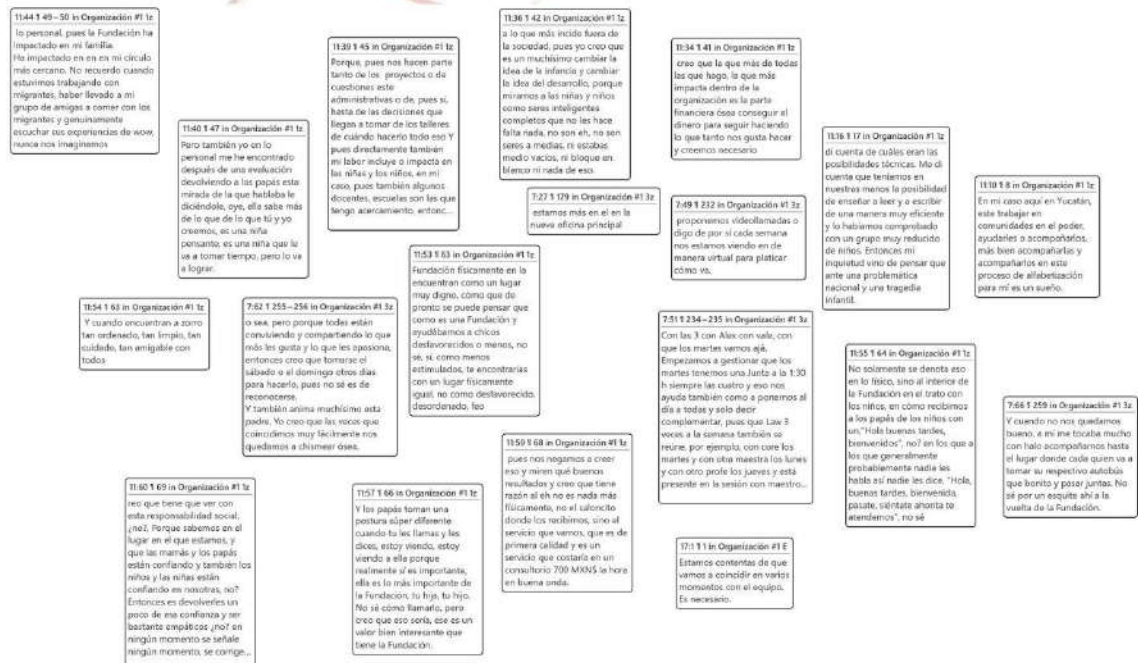 11:44 ¶ 49 – 50 in Organización #1 1z
lo personal, pues la Fundación ha
impactado en mi familia.
Ha impactado en en en mi círculo
más cercano. No recuerdo cuando
estuvimos trabajando con
migrantes, haber llevado a mi
grupo de amigas a comer con los
migrantes y genuinamente
escuchar sus experiencias de wow,
nunca nos imaginamos
11:40 ¶ 47 in Organización #1 1z
Pero también yo en lo
personal me he encontrado
después de una evaluación
devolviendo a los papás esta
mirada de la que hablaba le
diciéndole, oye, ella sabe más
de lo que de lo que tú y yo
creemos, es una niña
pensante, es una niña que le
va a tomar tiempo, pero lo va
a lograr.
11:39 ¶ 45 in Organización #1 1z
Porque, pues nos hacen parte
tanto de los proyectos o de
cuestiones este
administrativas o de, pues sí,
hasta de las decisiones que
llegan a tomar de los talleres
de cuándo hacerlo todo eso Y
pues directamente también
mi labor incluye o impacta en
las niñas y los niños, en mi
caso, pues también algunos
docentes, escuelas son las que
tengo acercamiento, entonc...
11:36 ¶ 42 in Organización #1 1z
a lo que más incido fuera de
la sociedad, pues yo creo que
es un muchísimo cambiar la
idea de la infancia y cambiar
la idea del desarrollo, porque
miramos a las niñas y niños
como seres inteligentes
completos que no les hace
falta nada, no son eh, no son
seres a medias, ni estabas
medio vacíos, ni bloque en
blanco ni nada de eso.
11:34 ¶ 41 in Organización #1 1z
creo que la que más de todas
las que hago, la que más
impacta dentro de la
organización es la parte
financiera ósea conseguir el
dinero para seguir haciendo
lo que tanto nos gusta hacer
y creemos necesario
11:16 ¶ 17 in Organización #1 1z
di cuenta de cuáles eran las
posibilidades técnicas. Me di
cuenta que teníamos en
nuestras manos la posibilidad
de enseñar a leer y a escribir
de una manera muy eficiente
y lo habíamos comprobado
con un grupo muy reducido
de niños. Entonces mi
inquietud vino de pensar que
ante una problemática
nacional y una tragedia
infantil.
11:10 ¶ 8 in Organización #1 1z
En mi caso aquí en Yucatán,
este trabajar en
comunidades en el poder,
ayudarles o acompañarlos,
más bien acompañarlas y
acompañarlos en este
proceso de alfabetización
para mí es un sueño.
7:27 ¶ 129 in Organización #1 3z
estamos más en el en la
nueva oficina principal
7:49 ¶ 232 in Organización #1 3z
proponemos videollamadas o
digo de por sí cada semana
nos estamos viendo en de
manera virtual para platicar
cómo va.
11:54 ¶ 63 in Organización #1 1z
Y cuando encuentran a zorro
tan ordenado, tan limpio, tan
cuidado, tan amigable con
todos
7:62 ¶ 255 – 256 in Organización #1 3z
o sea, pero porque todas están
conviviendo y compartiendo lo que
más les gusta y lo que les apasiona,
entonces creo que tomarse el
sábado o el domingo otros días
para hacerlo, pues no sé es de
reconocerse.
Y también anima muchísimo está
padre. Yo creo que las veces que
coincidimos muy fácilmente nos
quedamos a chismear ósea.
11:53 ¶ 63 in Organización #1 1z
Fundación físicamente en la
encuentran como un lugar
muy digno, cómo que de
pronto se puede pensar que
como es una Fundación y
ayudábamos a chicos
desfavorecidos o menos, no
sé, sí, como menos
estimulados, te encontrarías
con un lugar físicamente
igual, no como desfavorecido,
desordenado, feo
7:51 ¶ 234 – 235 in Organización #1 3z
Con las 3 con Alex con vale, con
que los martes vamos ajá.
Empezamos a gestionar que los
martes tenemos una Junta a la 1:30
h siempre las cuatro y eso nos
ayuda también como a ponernos al
día a todas y solo decir
complementar, pues que Law 3
veces a la semana también se
reúne, por ejemplo, con core los
martes y con otra maestra los lunes
y con otro profe los jueves y está
presente en la sesión con maestro...
11:55 ¶ 64 in Organización #1 1z
No solamente se denota eso
en lo físico, sino al interior de
la Fundación en el trato con
los niños, en cómo recibimos
a los papás de los niños con
un,"Hola buenas tardes,
bienvenidos", no? en los que a
los que generalmente
probablemente nadie les
habla así nadie les dice, "Hola,
buenas tardes, bienvenida,
pasate, siéntate ahorita te
atendemos", no sé
7:66 ¶ 259 in Organización #1 3z
Y cuando no nos quedamos
bueno, a mí me tocaba mucho
con halo acompañarnos hasta
el lugar donde cada quien va a
tomar su respectivo autobús
que bonito y pasar juntas. No
sé por un esquite ahí a la
vuelta de la Fundación.
11:59 ¶ 68 in Organización #1 1z
pues nos negamos a creer
eso y miren qué buenos
resultados y creo que tiene
razón al eh no es nada más
físicamente, no el saloncito
donde los recibimos, sino al
servicio que vamos, que es de
primera calidad y es un
servicio que costaría en un
consultorio 700 MXN$ la hora
en buena onda.
11:60 ¶ 69 in Organización #1 1z
reo que tiene que ver con
esta responsabilidad social,
¿no?. Porque sabemos en el
lugar en el que estamos, y
que las mamás y los papás
están confiando y también los
niños y las niñas están
confiando en nosotras, no?
Entonces es devolverles un
poco de esa confianza y ser
bastante empáticos ¿no? en
ningún momento se señale
ningún momento, se corrige...
11:57 ¶ 66 in Organización #1 1z
Y los papás toman una
postura súper diferente
cuando tu les llamas y les
dices, estoy viendo, estoy
viendo a ella porque
realmente sí es importante,
ella es lo más importante de
la Fundación, tu hija, tu hijo.
No sé cómo llamarlo, pero
creo que eso sería, ese es un
valor bien interesante que
tiene la Fundación.
17:1 ¶ 1 in Organización #1 E
Estamos contentas de que
vamos a coincidir en varios
momentos con el equipo.
Es necesario.